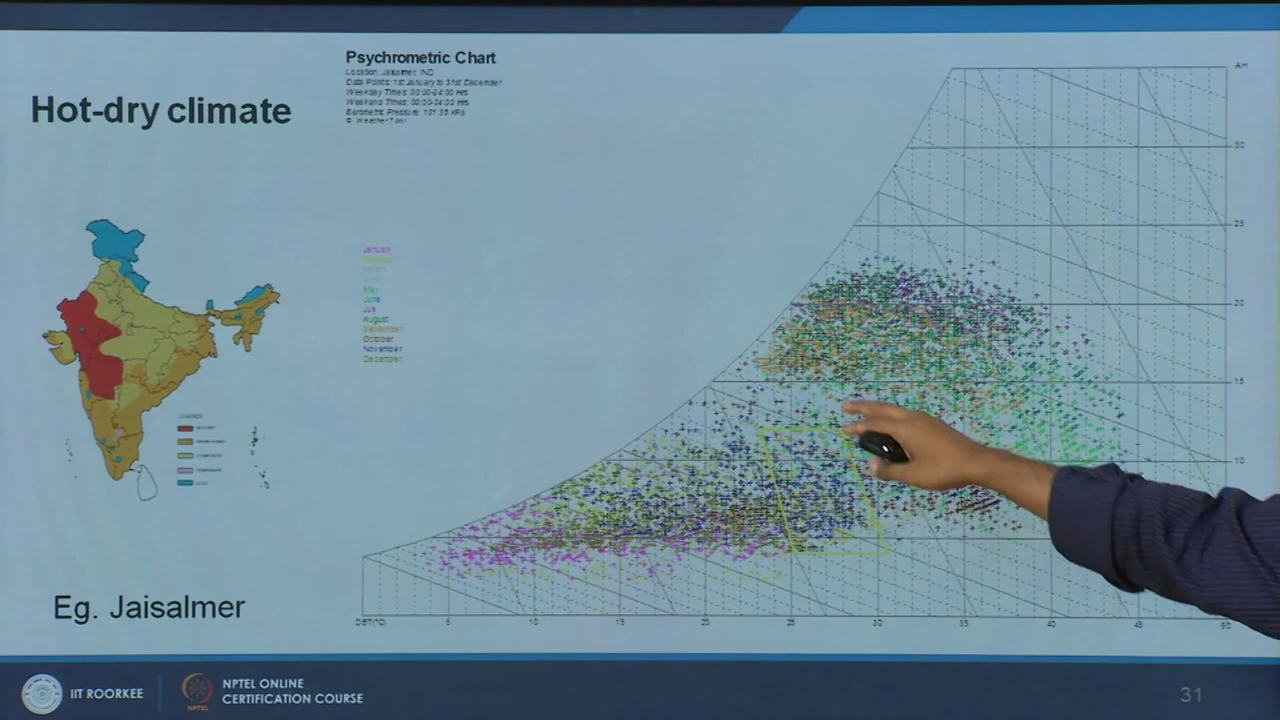 Psychrometric Chart
Location: Jaisalmer, IND
Data Points: 1st January to 31st December
Weekday Times: 00:00-24:00 Hrs
Weekend Times: 00:00-24:00 Hrs
Barometric Pressure: 101.36 kPa
© Weather Tool
Hot-dry climate
January
May
June
July
August
September
October
November
December
LEGEND
Eg. Jaisalmer
AH
30
25
20
15
10
DBT(°C)
5
10
15
20
25
30
35
40
45
50
IIT ROORKEE
NPTEL
NPTEL ONLINE
CERTIFICATION COURSE
31